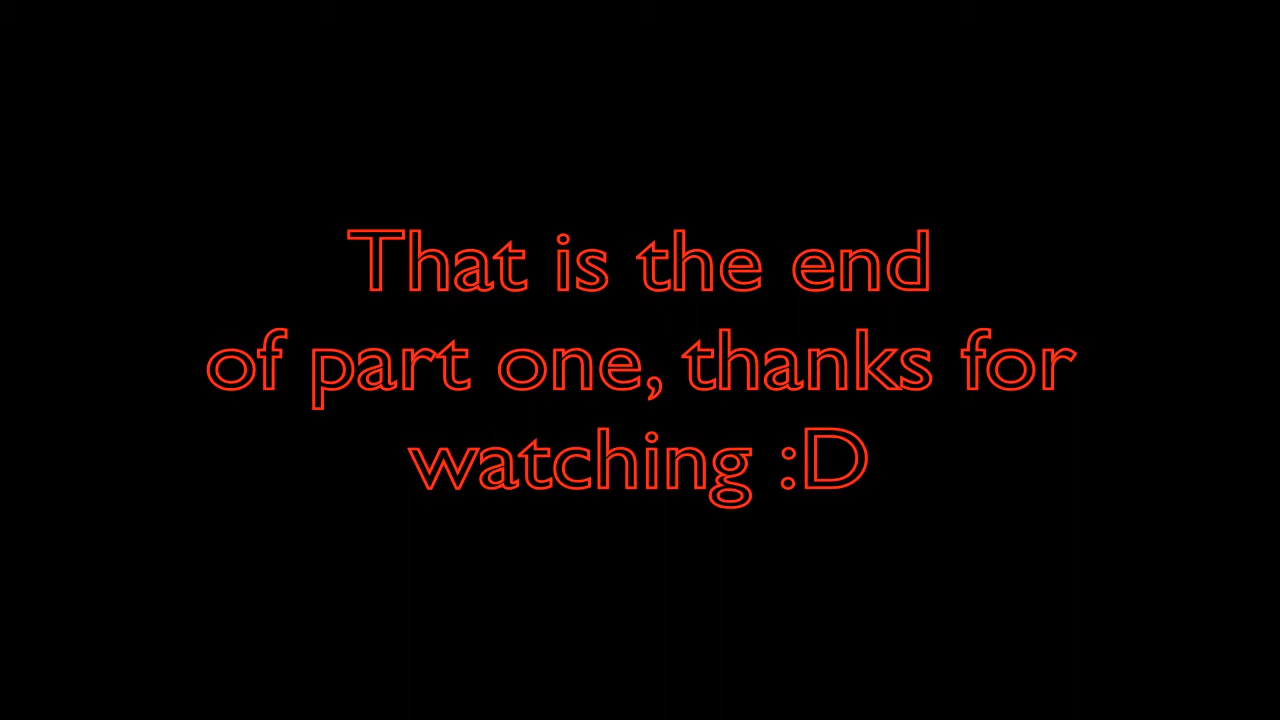 That is the end
of part one, thanks for
watching :D